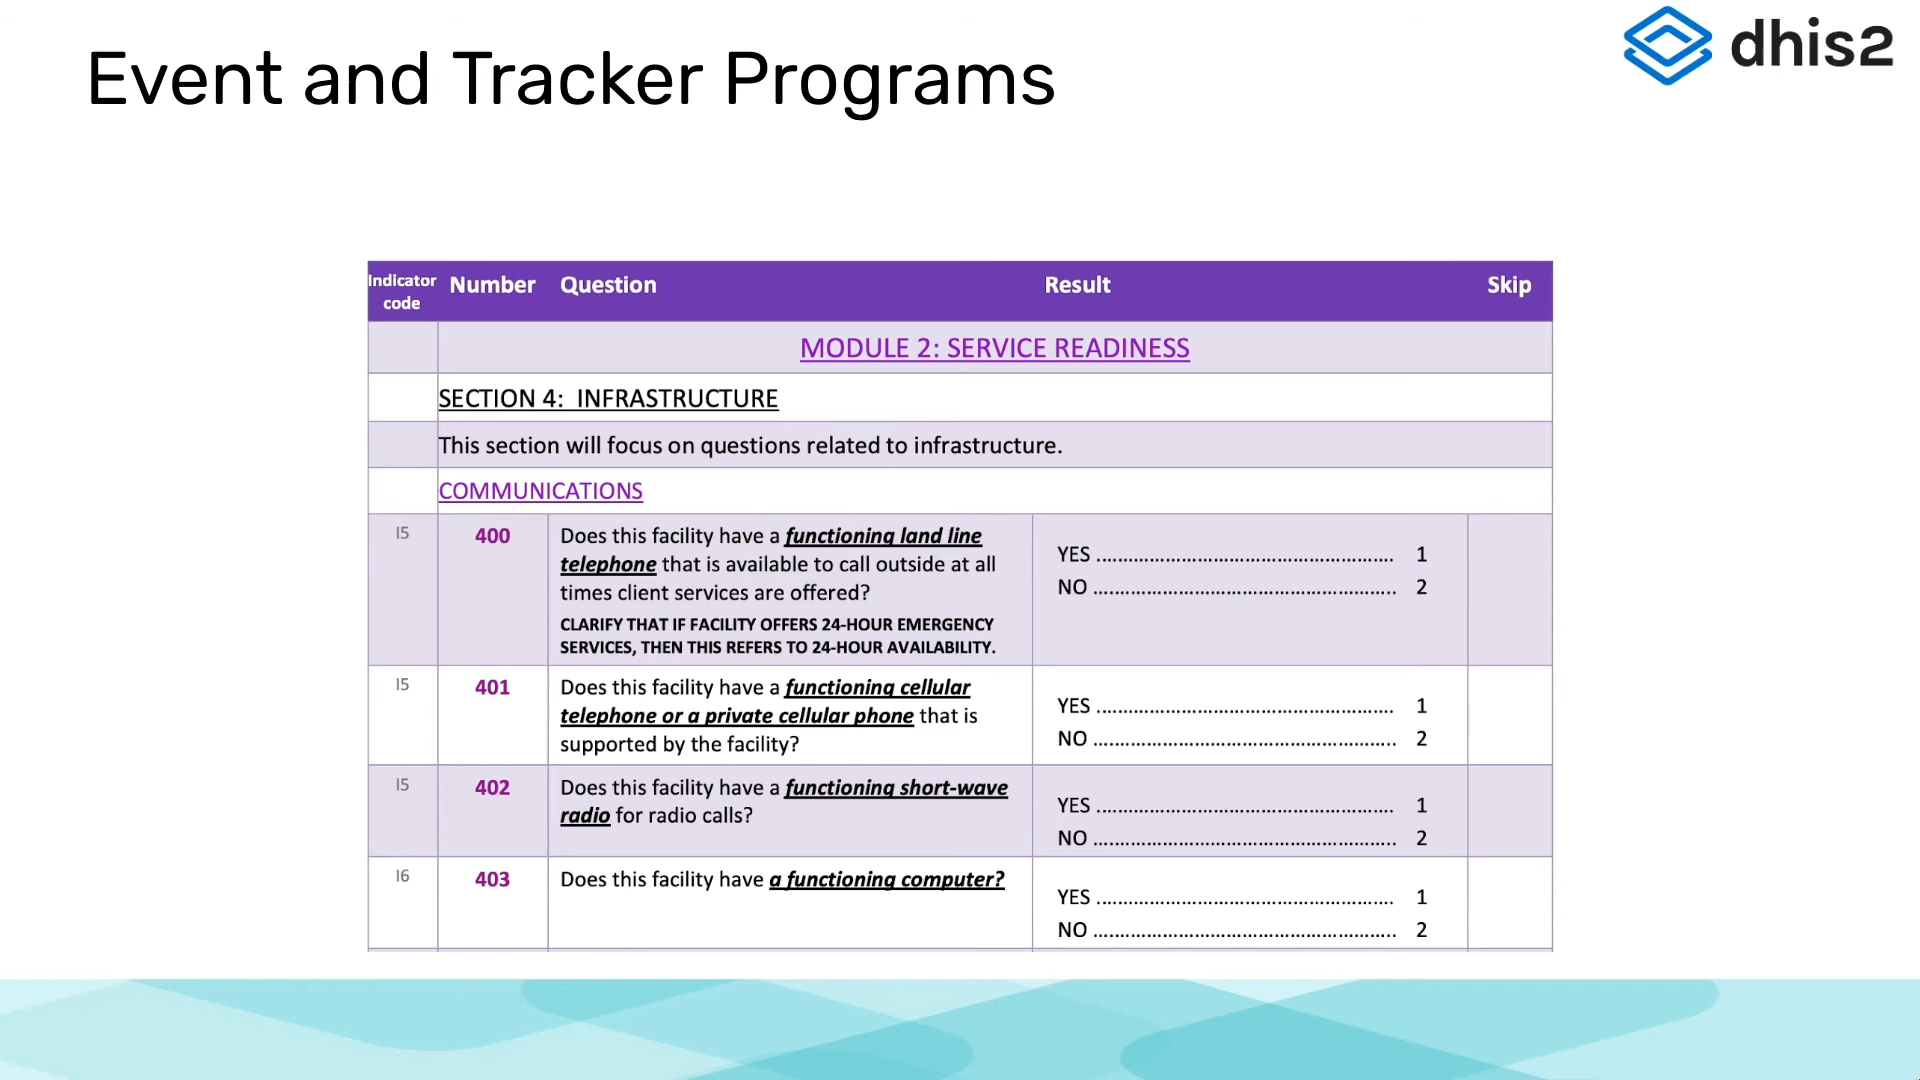 Event and Tracker Programs
dhis2
Indicator code Number Question Result Skip
MODULE 2: SERVICE READINESS
SECTION 4: INFRASTRUCTURE
This section will focus on questions related to infrastructure.
COMMUNICATIONS
I5 400 Does this facility have a functioning land line
telephone that is available to call outside at all
times client services are offered?
CLARIFY THAT IF FACILITY OFFERS 24-HOUR EMERGENCY
SERVICES, THEN THIS REFERS TO 24-HOUR AVAILABILITY.
YES ........................................................ 1
NO ......................................................... 2
I5 401 Does this facility have a functioning cellular
telephone or a private cellular phone that is
supported by the facility?
YES ........................................................ 1
NO ......................................................... 2
I5 402 Does this facility have a functioning short-wave
radio for radio calls?
YES ........................................................ 1
NO ......................................................... 2
I6 403 Does this facility have a functioning computer?
YES ........................................................ 1
NO ......................................................... 2